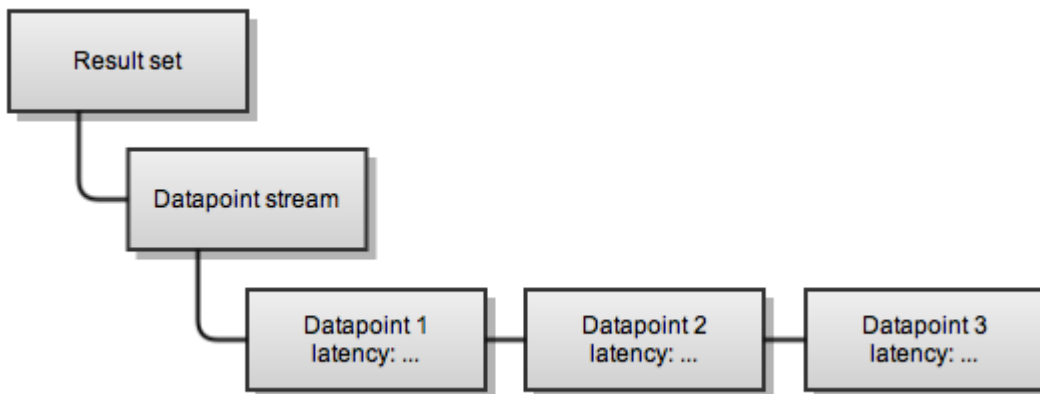 Result set
Datapoint stream
Datapoint 1
latency: ...
Datapoint 2
latency: ...
Datapoint 3
latency: ...